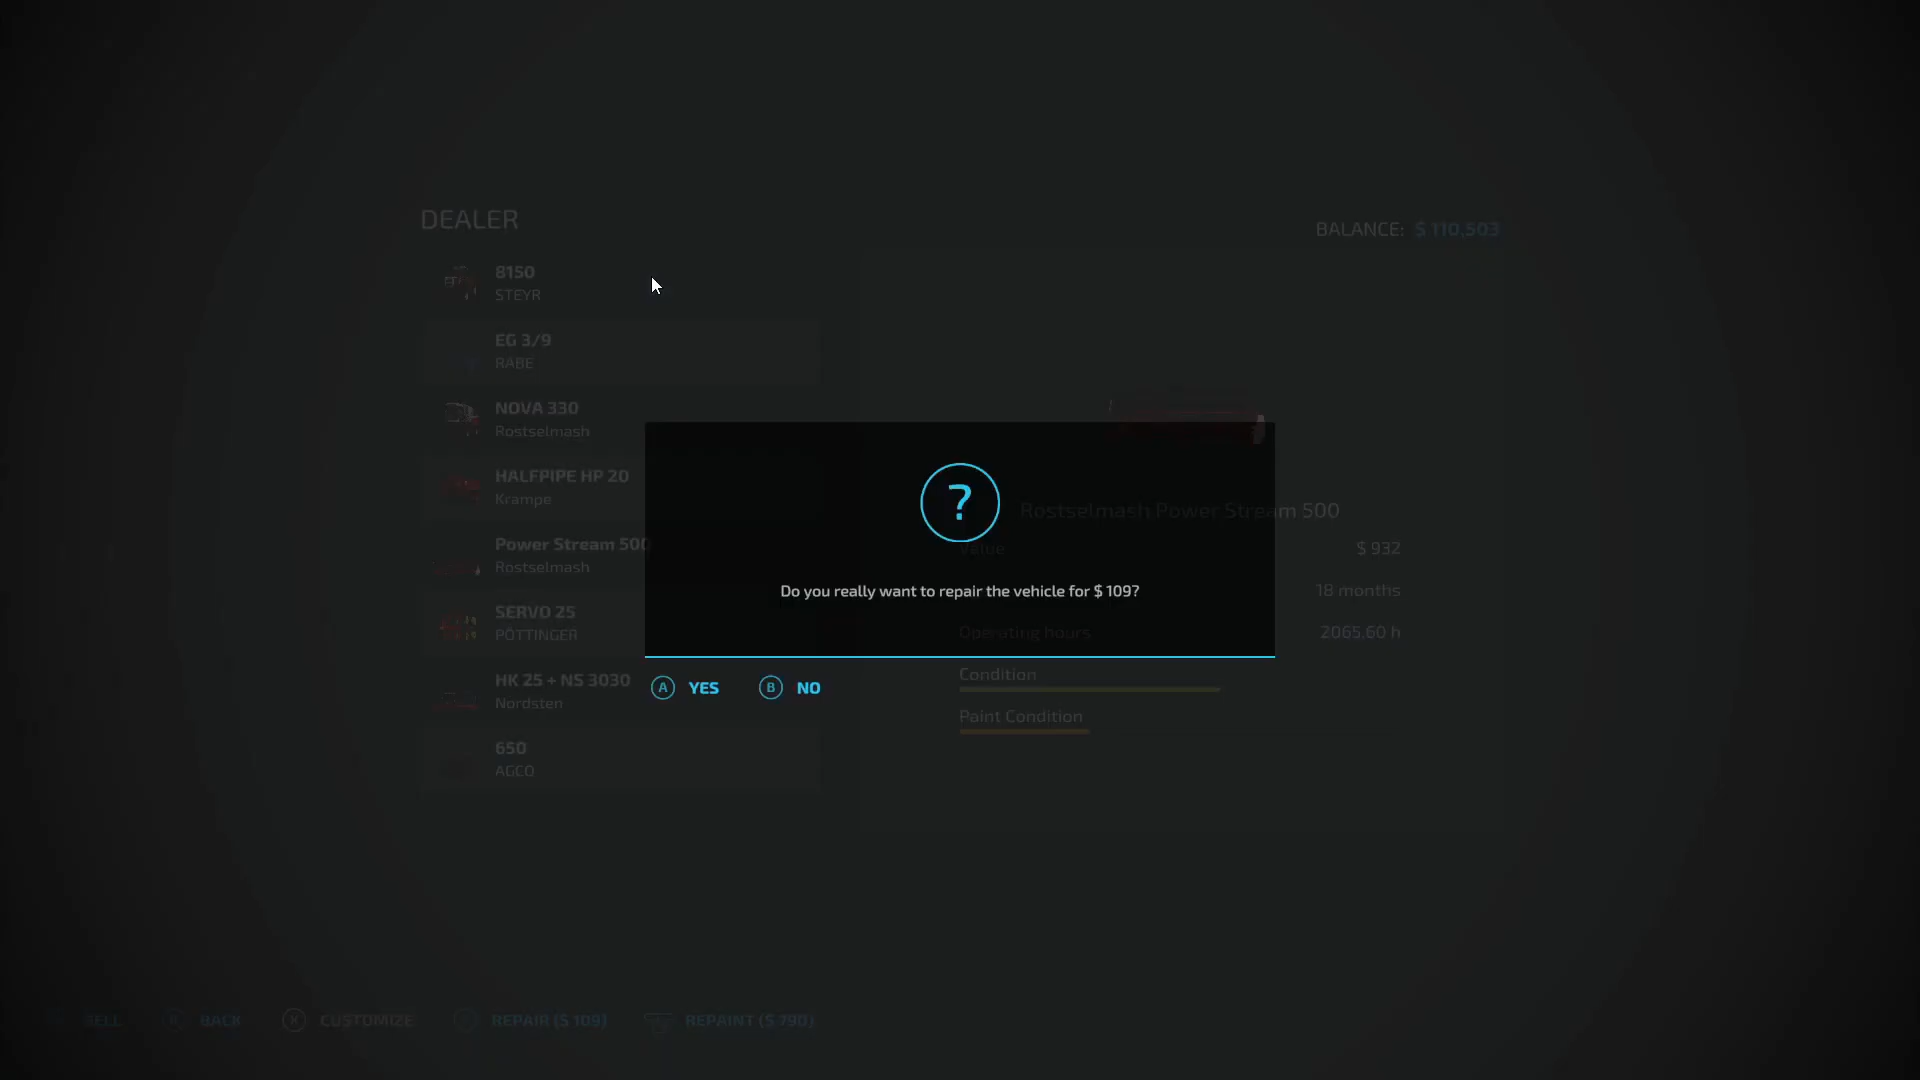 DEALER
BALANCE: $ 110,503
8150
STEYR
EG 3/9
RABE
NOVA 330
Rostselmash
HALFPIPE HP 20
Krampe
Power Stream 500
Rostselmash
SERVO 25
PÖTTINGER
HK 25 + NS 3030
Nordsten
650
AGCO
?
Do you really want to repair the vehicle for $ 109?
A YES B NO
Rostselmash Power Stream 500
Value $ 932
18 months
Operating hours 2065.60 h
Condition
Paint Condition
SELL BACK X CUSTOMIZE REPAIR ($ 109) REPAINT ($ 790)